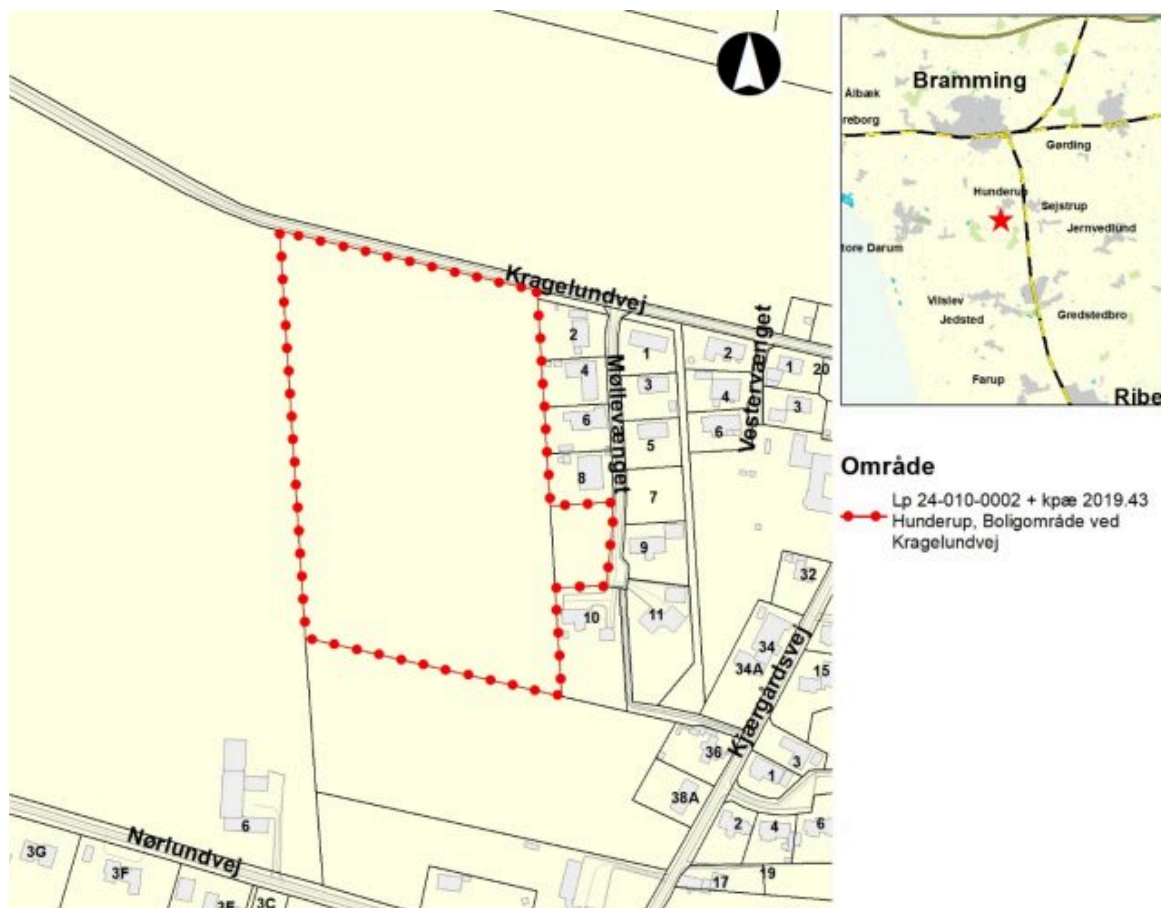 Kragelundvej
Møllevænget
Vestervænget
2
4
6
8
10
1
3
5
7
9
11
2
4
6
1
20
3
32
34
34A
15
Kjærgårdsvej
36
38A
3
1
2
4
6
17
19
6
Nørlundvej
3G
3F
3C
Bramming
Ålbæk
reborg
Gørding
Hunderup
Sejstrup
Jernvedlund
tore Darum
Vilslev
Jedsted
Gredstedbro
Farup
Ribe
Område
Lp 24-010-0002 + kpæ 2019.43
Hunderup, Boligområde ved
Kragelundvej